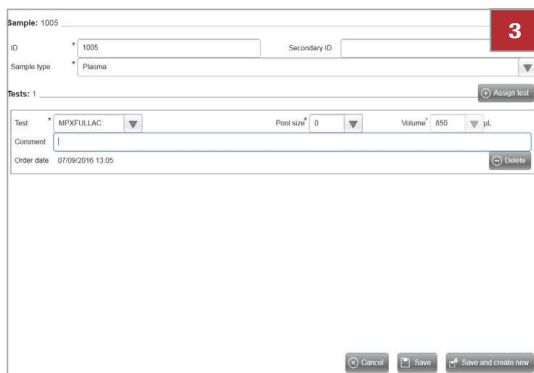 Sample: 1005
3
ID * 1005 Secondary ID
Sample type * Plasma
Tests: 1 Assign test
Test * MPXFULLAC Pool size * 0 Volume * 850 µL
Comment
Order date 07/09/2016 13:05 Delete
Cancel Save Save and create new